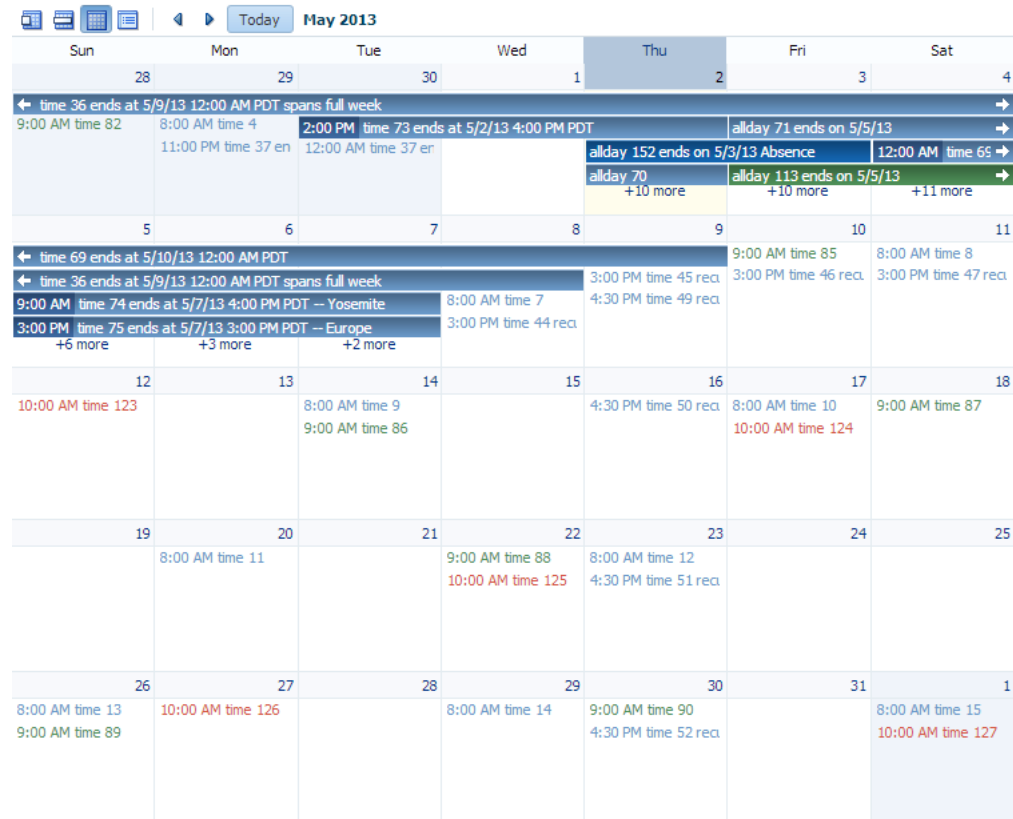 Today May 2013
Sun Mon Tue Wed Thu Fri Sat
28 29 30 1 2 3 4
time 36 ends at 5/9/13 12:00 AM PDT spans full week
9:00 AM time 82 8:00 AM time 4 2:00 PM time 73 ends at 5/2/13 4:00 PM PDT allday 71 ends on 5/5/13
11:00 PM time 37 en 12:00 AM time 37 er allday 152 ends on 5/3/13 Absence 12:00 AM time 69
allday 70 allday 113 ends on 5/5/13
+10 more +10 more +11 more
5 6 7 8 9 10 11
time 69 ends at 5/10/13 12:00 AM PDT 9:00 AM time 85 8:00 AM time 8
time 36 ends at 5/9/13 12:00 AM PDT spans full week 3:00 PM time 45 recu 3:00 PM time 46 recu 3:00 PM time 47 recu
9:00 AM time 74 ends at 5/7/13 4:00 PM PDT -- Yosemite 8:00 AM time 7 4:30 PM time 49 recu
3:00 PM time 75 ends at 5/7/13 3:00 PM PDT -- Europe 3:00 PM time 44 recu
+6 more +3 more +2 more
12 13 14 15 16 17 18
10:00 AM time 123 8:00 AM time 9 4:30 PM time 50 recu 8:00 AM time 10 9:00 AM time 87
9:00 AM time 86 10:00 AM time 124
19 20 21 22 23 24 25
8:00 AM time 11 9:00 AM time 88 8:00 AM time 12
10:00 AM time 125 4:30 PM time 51 recu
26 27 28 29 30 31 1
8:00 AM time 13 10:00 AM time 126 8:00 AM time 14 9:00 AM time 90 8:00 AM time 15
9:00 AM time 89 4:30 PM time 52 recu 10:00 AM time 127